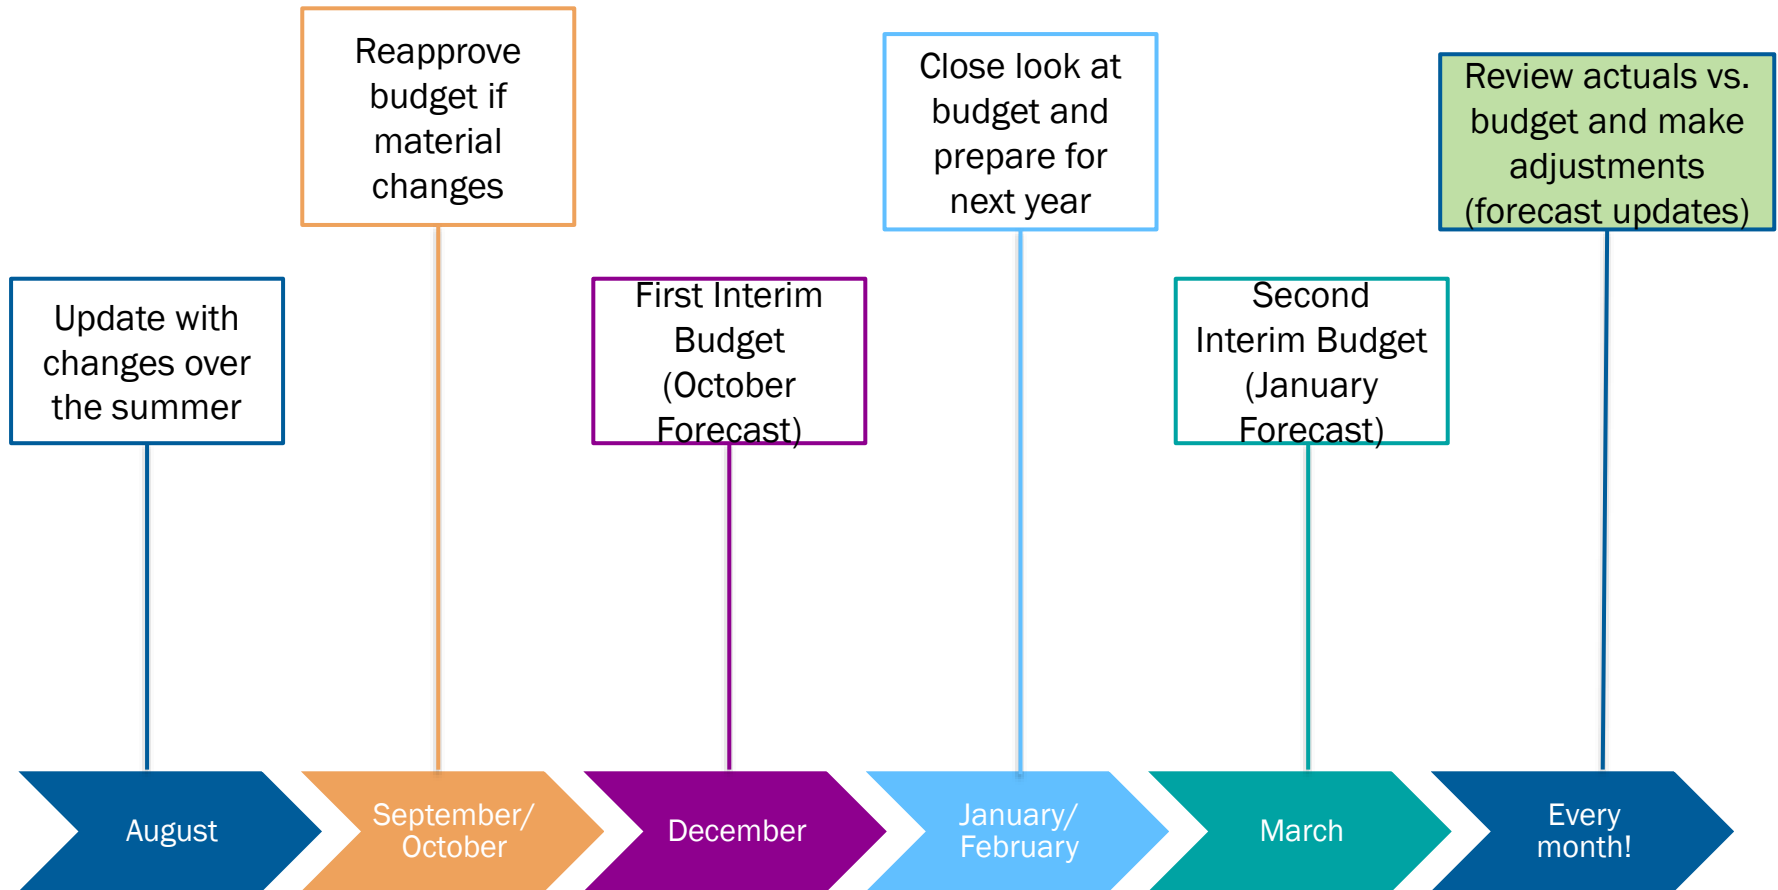 Reapprove
budget if
material
changes
Close look at
budget and
prepare for
next year
Review actuals vs.
budget and make
adjustments
(forecast updates)
Update with
changes over
the summer
First Interim
Budget
(October
Forecast)
Second
Interim Budget
(January
Forecast)
August
September/
October
December
January/
February
March
Every
month!